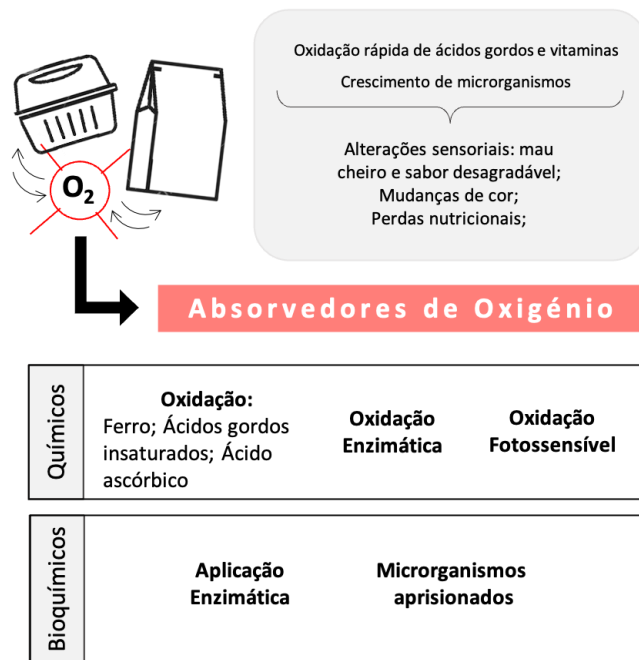 Oxidação rápida de ácidos gordos e vitaminas
Crescimento de microrganismos
Alterações sensoriais: mau
cheiro e sabor desagradável;
Mudanças de cor;
Perdas nutricionais;
O₂
Absorvedores de Oxigénio
Químicos
Oxidação:
Ferro; Ácidos gordos
insaturados; Ácido
ascórbico
Oxidação
Enzimática
Oxidação
Fotossensível
Bioquímicos
Aplicação
Enzimática
Microrganismos
aprisionados